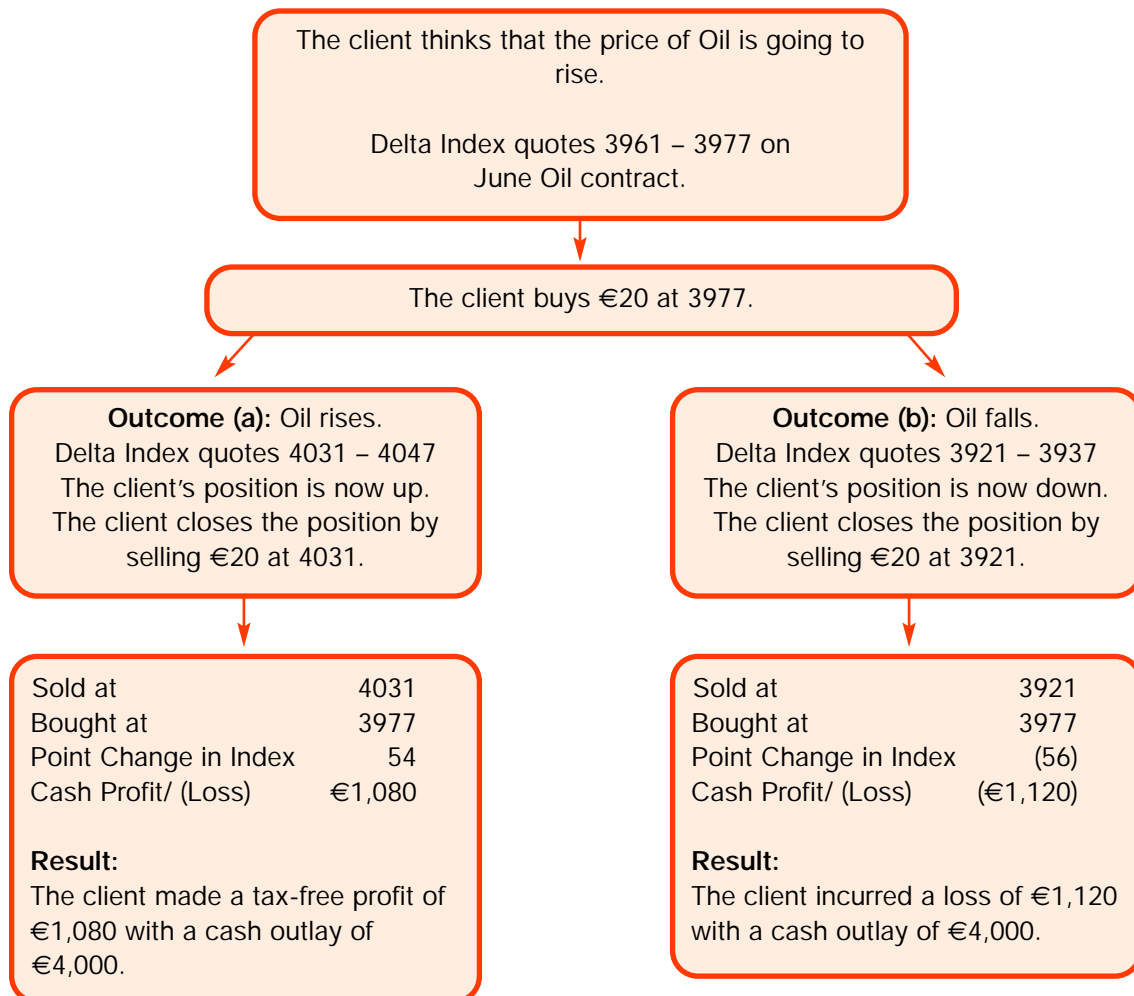 The client thinks that the price of Oil is going to
rise.
Delta Index quotes 3961 – 3977 on
June Oil contract.
The client buys €20 at 3977.
Outcome (a): Oil rises.
Delta Index quotes 4031 – 4047
The client's position is now up.
The client closes the position by
selling €20 at 4031.
Outcome (b): Oil falls.
Delta Index quotes 3921 – 3937
The client's position is now down.
The client closes the position by
selling €20 at 3921.
Sold at 4031
Bought at 3977
Point Change in Index 54
Cash Profit/ (Loss) €1,080
Result:
The client made a tax-free profit of
€1,080 with a cash outlay of
€4,000.
Sold at 3921
Bought at 3977
Point Change in Index (56)
Cash Profit/ (Loss) (€1,120)
Result:
The client incurred a loss of €1,120
with a cash outlay of €4,000.